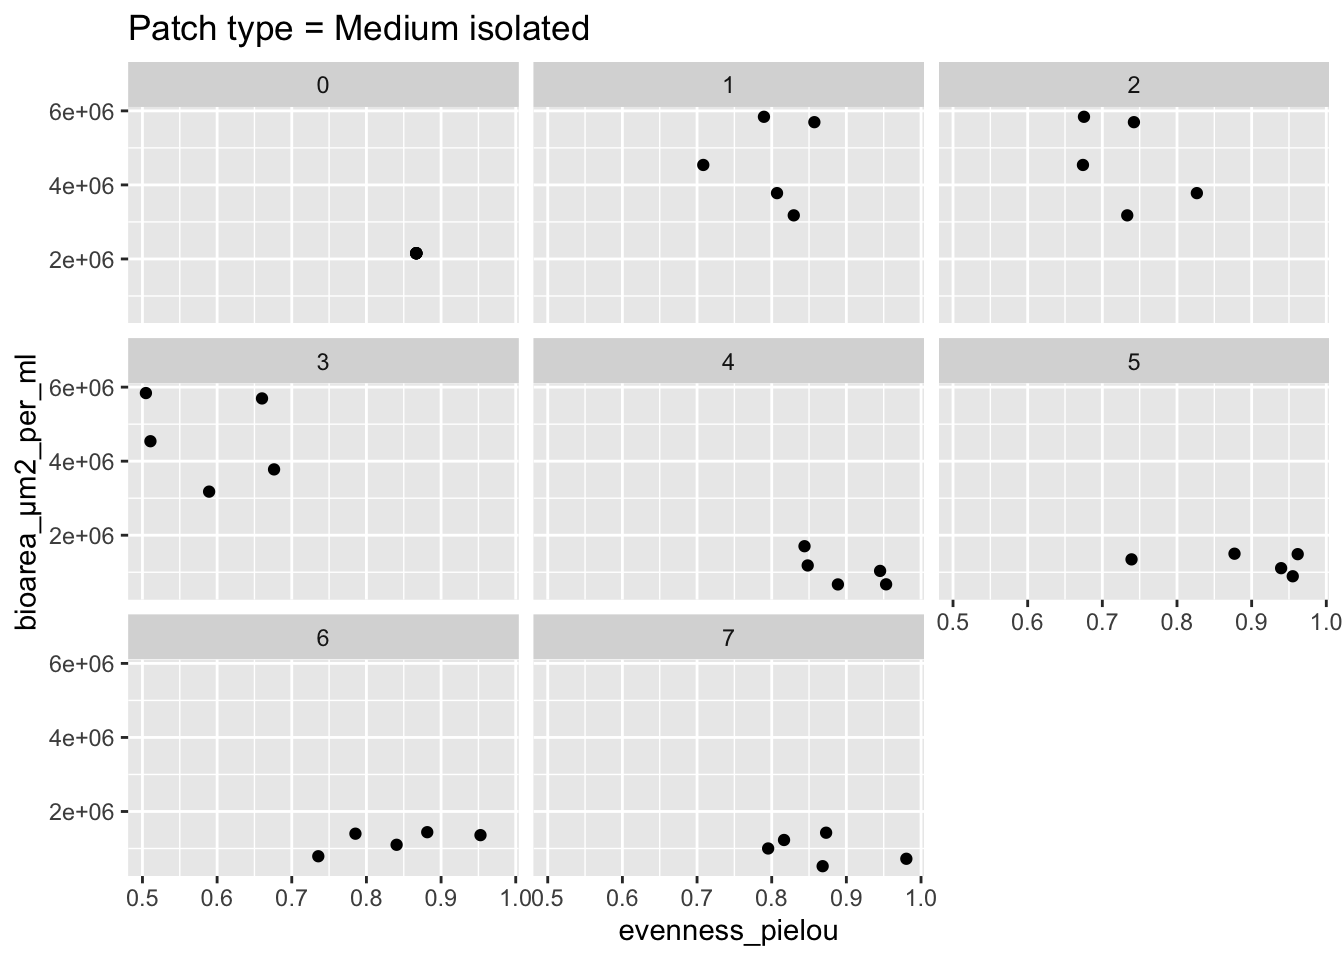 Patch type = Medium isolated
0 1 2
6e+06
4e+06
2e+06
3 4 5
6e+06
4e+06
2e+06
0.5 0.6 0.7 0.8 0.9 1.0
6 7
6e+06
4e+06
2e+06
0.5 0.6 0.7 0.8 0.9 1.0 0.5 0.6 0.7 0.8 0.9 1.0
evenness_pielou
bioarea_µm2_per_ml